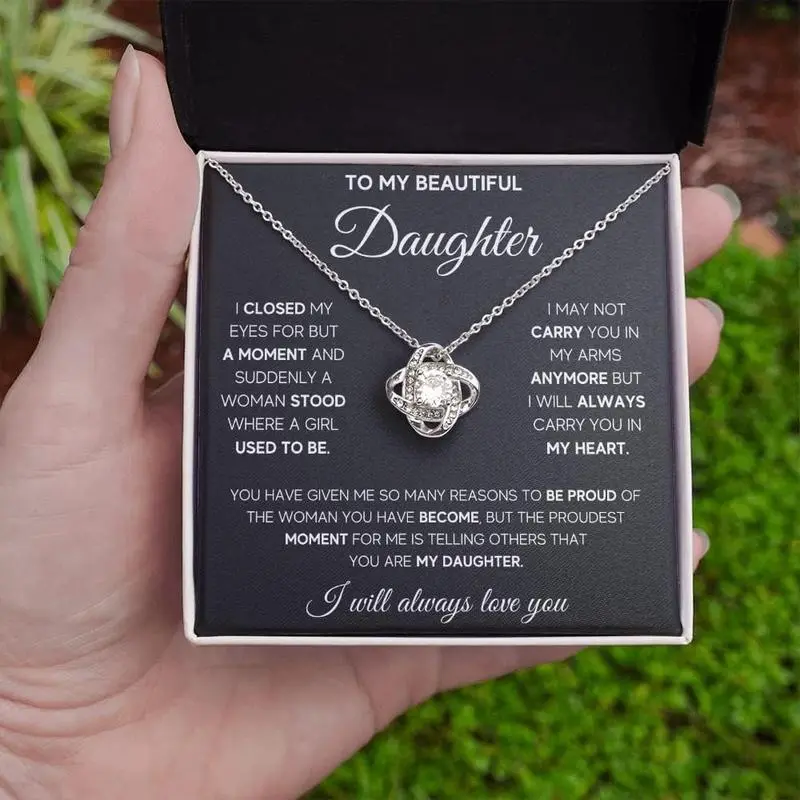 TO MY BEAUTIFUL
Daughter
I CLOSED MY
EYES FOR BUT
A MOMENT AND
SUDDENLY A
WOMAN STOOD
WHERE A GIRL
USED TO BE.
I MAY NOT
CARRY YOU IN
MY ARMS
ANYMORE BUT
I WILL ALWAYS
CARRY YOU IN
MY HEART.
YOU HAVE GIVEN ME SO MANY REASONS TO BE PROUD OF
THE WOMAN YOU HAVE BECOME, BUT THE PROUDEST
MOMENT FOR ME IS TELLING OTHERS THAT
YOU ARE MY DAUGHTER.
I will always love you